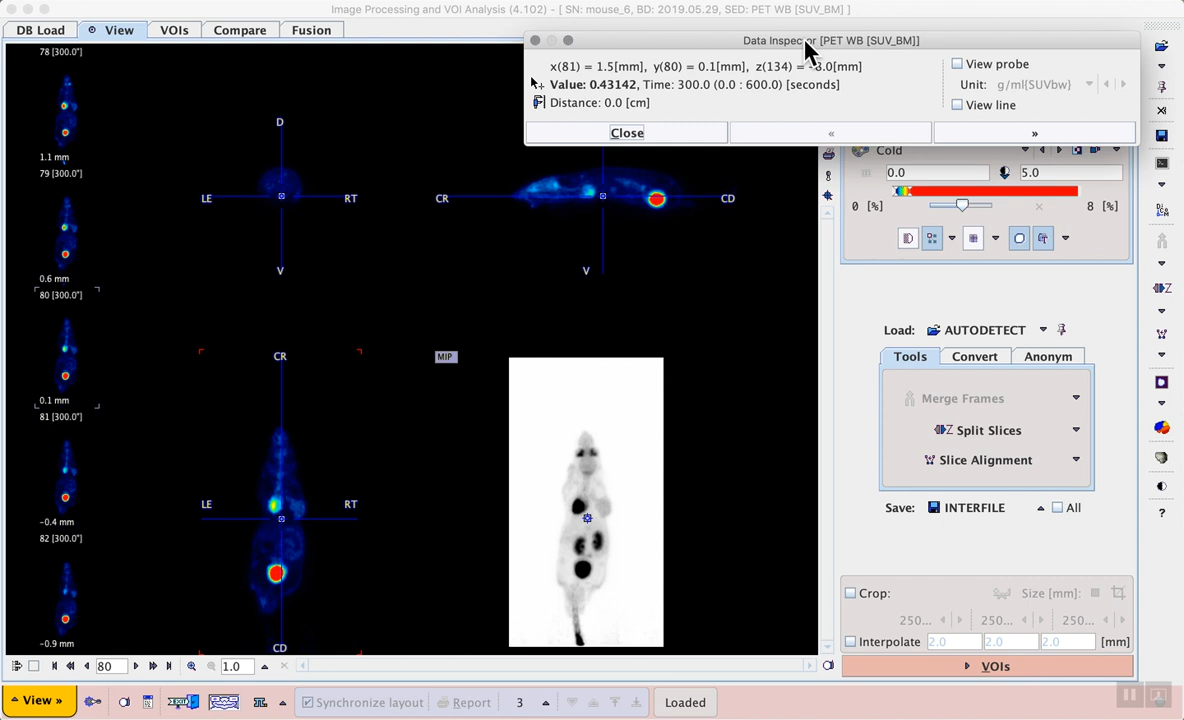 Image Processing and VOI Analysis (4.102) - [ SN: mouse_6, BD: 2019.05.29, SED: PET WB [SUV_BM] ]
DB Load
View
VOIs
Compare
Fusion
Data Inspector [PET WB [SUV_BM]]
x(81) = 1.5[mm], y(80) = 0.1[mm], z(134) = -8.0[mm]
Value: 0.43142, Time: 300.0 (0.0 : 600.0) [seconds]
Distance: 0.0 [cm]
View probe
Unit: g/ml{SUVbw}
View line
Close
«
»
78 [300.0"]
1.1 mm
79 [300.0"]
0.6 mm
80 [300.0"]
0.1 mm
81 [300.0"]
-0.4 mm
82 [300.0"]
-0.9 mm
D
LE
RT
V
CR
CD
V
CR
LE
RT
CD
MIP
Cold
0.0
5.0
0 [%]
8 [%]
Load: AUTODETECT
Tools
Convert
Anonym
Merge Frames
Split Slices
Slice Alignment
Save: INTERFILE
All
Crop:
Size [mm]:
250...
250...
250...
Interpolate
2.0
2.0
2.0
[mm]
VOIs
80
1.0
View »
Synchronize layout
Report
3
Loaded